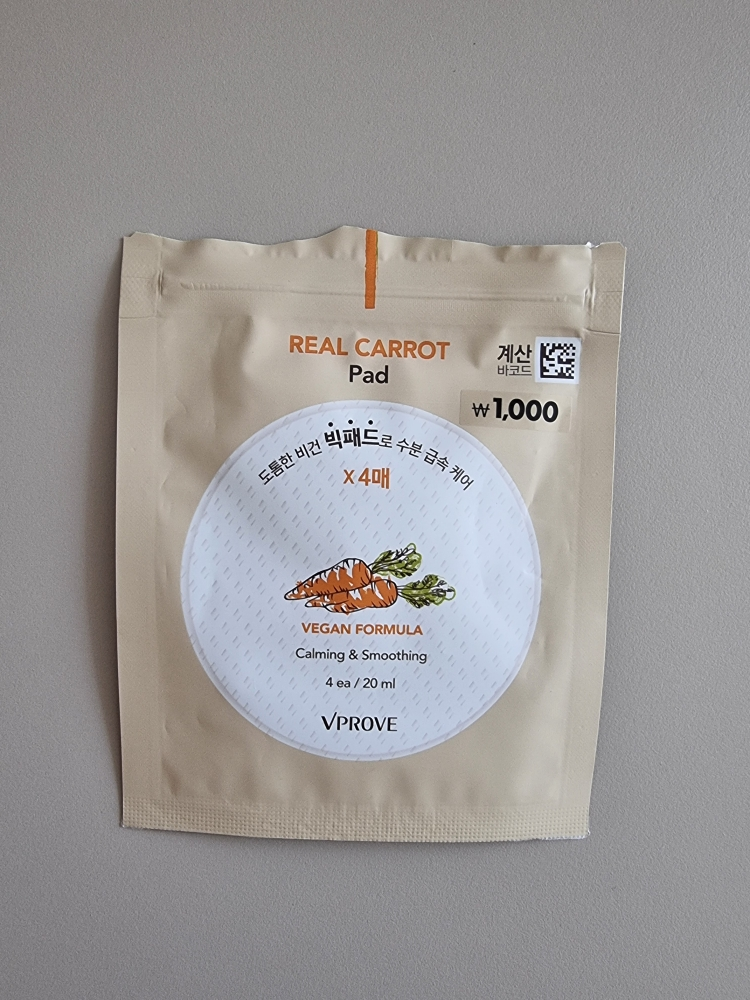 REAL CARROT
Pad
계산
바코드
₩1,000
도톰한 비건 빅패드로 수분 급속 케어
x 4매
VEGAN FORMULA
Calming & Smoothing
4 ea / 20 ml
VPROVE